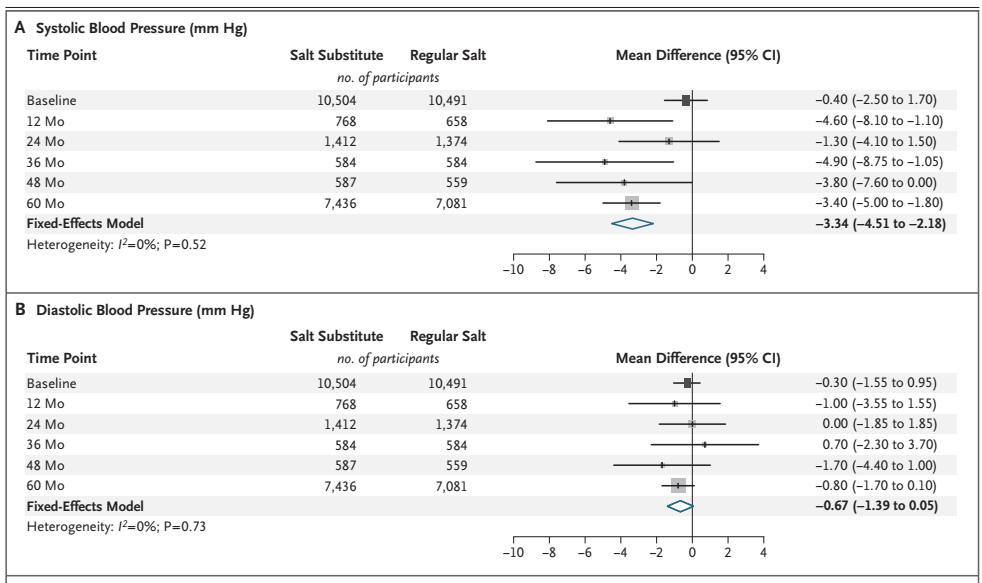 A Systolic Blood Pressure (mm Hg)
Time Point Salt Substitute Regular Salt Mean Difference (95% CI)
no. of participants
Baseline 10,504 10,491 –0.40 (–2.50 to 1.70)
12 Mo 768 658 –4.60 (–8.10 to –1.10)
24 Mo 1,412 1,374 –1.30 (–4.10 to 1.50)
36 Mo 584 584 –4.90 (–8.75 to –1.05)
48 Mo 587 559 –3.80 (–7.60 to 0.00)
60 Mo 7,436 7,081 –3.40 (–5.00 to –1.80)
Fixed-Effects Model –3.34 (–4.51 to –2.18)
Heterogeneity: I²=0%; P=0.52
–10 –8 –6 –4 –2 0 2 4
B Diastolic Blood Pressure (mm Hg)
Salt Substitute Regular Salt
Time Point no. of participants Mean Difference (95% CI)
Baseline 10,504 10,491 –0.30 (–1.55 to 0.95)
12 Mo 768 658 –1.00 (–3.55 to 1.55)
24 Mo 1,412 1,374 0.00 (–1.85 to 1.85)
36 Mo 584 584 0.70 (–2.30 to 3.70)
48 Mo 587 559 –1.70 (–4.40 to 1.00)
60 Mo 7,436 7,081 –0.80 (–1.70 to 0.10)
Fixed-Effects Model –0.67 (–1.39 to 0.05)
Heterogeneity: I²=0%; P=0.73
–10 –8 –6 –4 –2 0 2 4